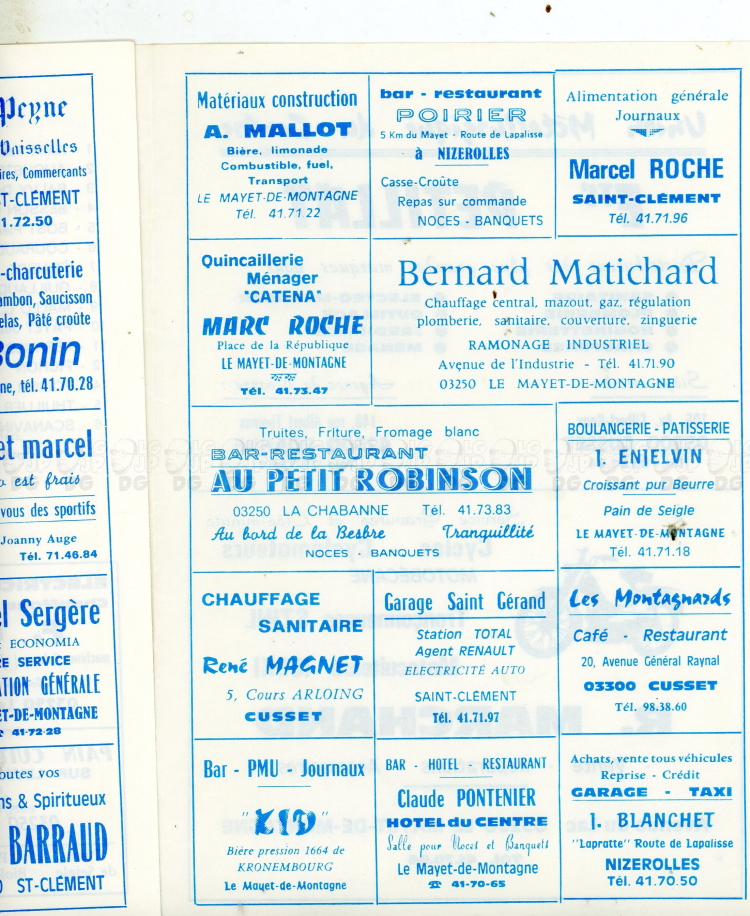 Peyne
Vaisselles
ires, Commerçants
ST-CLÉMENT
1.72.50
-charcuterie
ambon, Saucisson
elas, Pâté croûte
Bonin
ne, tél. 41.70.28
et marcel
o est frais
vous des sportifs
Joanny Auge
Tél. 71.46.84
el Sergère
ECONOMIA
RE SERVICE
ATION GÉNÉRALE
ET-DE-MONTAGNE
41-72-28
outes vos
ns & Spiritueux
BARRAUD
ST-CLÉMENT
Matériaux construction
A. MALLOT
Bière, limonade
Combustible, fuel,
Transport
LE MAYET-DE-MONTAGNE
Tél. 41.71.22
bar - restaurant
POIRIER
5 Km du Mayet - Route de Lapalisse
à NIZEROLLES
Casse-Croûte
Repas sur commande
NOCES - BANQUETS
Alimentation générale
Journaux
Marcel ROCHE
SAINT-CLÉMENT
Tél. 41.71.96
Quincaillerie
Ménager
"CATENA"
MARC ROCHE
Place de la République
LE MAYET-DE-MONTAGNE
Tél. 41.73.47
Bernard Matichard
Chauffage central, mazout, gaz, régulation
plomberie, sanitaire, couverture, zinguerie
RAMONAGE INDUSTRIEL
Avenue de l'Industrie - Tél. 41.71.90
03250 LE MAYET-DE-MONTAGNE
Truites, Friture, Fromage blanc
BAR-RESTAURANT
AU PETIT ROBINSON
03250 LA CHABANNE Tél. 41.73.83
Au bord de la Besbre Tranquillité
NOCES - BANQUETS
BOULANGERIE - PATISSERIE
J. ENJELVIN
Croissant pur Beurre
Pain de Seigle
LE MAYET-DE-MONTAGNE
Tél. 41.71.18
CHAUFFAGE
SANITAIRE
René MAGNET
5, Cours ARLOING
CUSSET
Garage Saint Gérand
Station TOTAL
Agent RENAULT
ELECTRICITÉ AUTO
SAINT-CLÉMENT
Tél. 41.71.97
Les Montagnards
Café - Restaurant
20, Avenue Général Raynal
03300 CUSSET
Tél. 98.38.60
Bar - PMU - Journaux
Bière pression 1664 de
KRONEMBOURG
Le Mayet-de-Montagne
BAR - HOTEL - RESTAURANT
Claude PONTENIER
HOTEL DU CENTRE
Salle pour Noces et Banquets
Le Mayet-de-Montagne
☎ 41-70-65
Achats, vente tous véhicules
Reprise - Crédit
GARAGE - TAXI
J. BLANCHET
"Lapratte" Route de Lapalisse
NIZEROLLES
Tél. 41.70.50